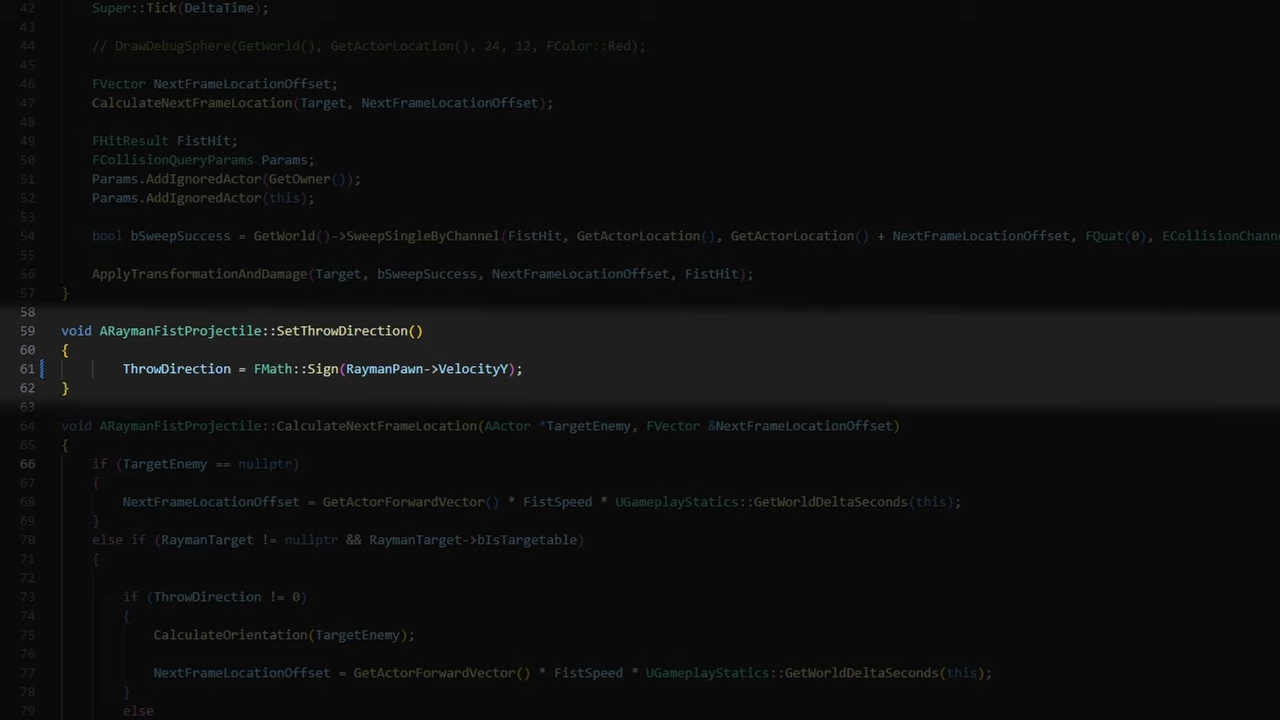 42 Super::Tick(DeltaTime);
43
44 // DrawDebugSphere(GetWorld(), GetActorLocation(), 24, 12, FColor::Red);
45
46 FVector NextFrameLocationOffset;
47 CalculateNextFrameLocation(Target, NextFrameLocationOffset);
48
49 FHitResult FistHit;
50 FCollisionQueryParams Params;
51 Params.AddIgnoredActor(GetOwner());
52 Params.AddIgnoredActor(this);
53
54 bool bSweepSuccess = GetWorld()->SweepSingleByChannel(FistHit, GetActorLocation(), GetActorLocation() + NextFrameLocationOffset, FQuat(0), ECollisionChann
55
56 ApplyTransformationAndDamage(Target, bSweepSuccess, NextFrameLocationOffset, FistHit);
57 }
58
59 void ARaymanFistProjectile::SetThrowDirection()
60 {
61 ThrowDirection = FMath::Sign(RaymanPawn->VelocityY);
62 }
63
64 void ARaymanFistProjectile::CalculateNextFrameLocation(AActor *TargetEnemy, FVector &NextFrameLocationOffset)
65 {
66 if (TargetEnemy == nullptr)
67 {
68 NextFrameLocationOffset = GetActorForwardVector() * FistSpeed * UGameplayStatics::GetWorldDeltaSeconds(this);
69 }
70 else if (RaymanTarget != nullptr && RaymanTarget->bIsTargetable)
71 {
72
73 if (ThrowDirection != 0)
74 {
75 CalculateOrientation(TargetEnemy);
76
77 NextFrameLocationOffset = GetActorForwardVector() * FistSpeed * UGameplayStatics::GetWorldDeltaSeconds(this);
78 }
79 else